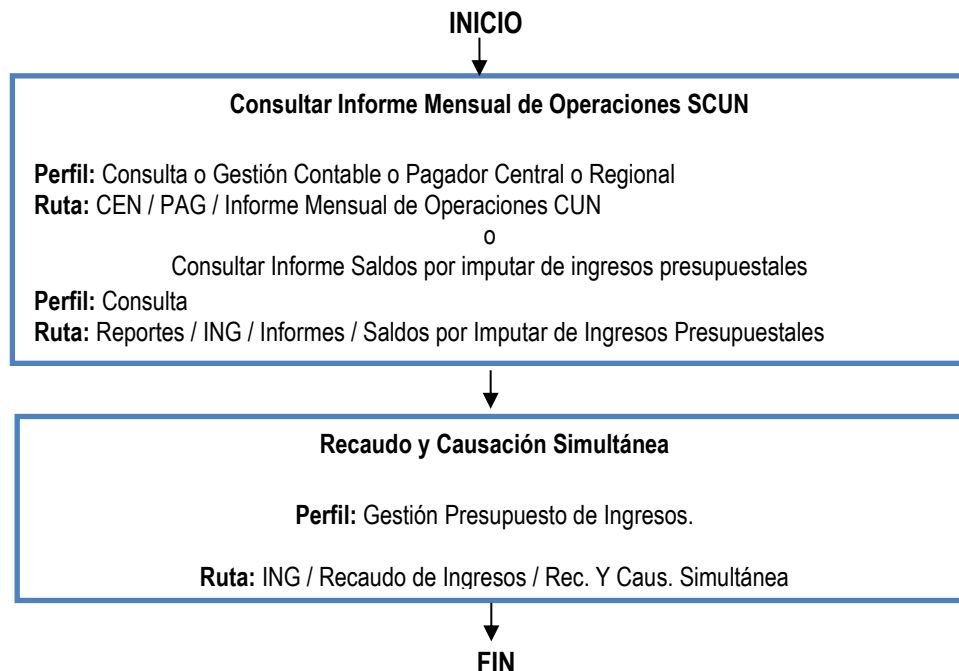 INICIO
Consultar Informe Mensual de Operaciones SCUN
Perfil: Consulta o Gestión Contable o Pagador Central o Regional
Ruta: CEN / PAG / Informe Mensual de Operaciones CUN
o
Consultar Informe Saldos por imputar de ingresos presupuestales
Perfil: Consulta
Ruta: Reportes / ING / Informes / Saldos por Imputar de Ingresos Presupuestales
Recaudo y Causación Simultánea
Perfil: Gestión Presupuesto de Ingresos.
Ruta: ING / Recaudo de Ingresos / Rec. Y Caus. Simultánea
FIN